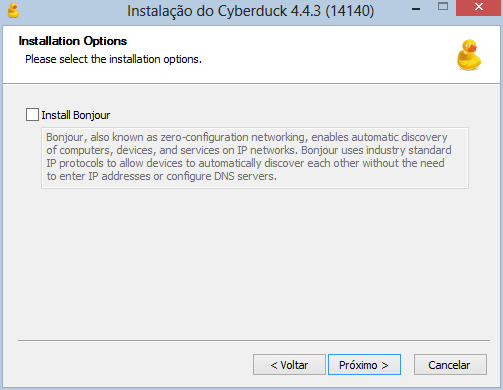 Instalação do Cyberduck 4.4.3 (14140)
Installation Options
Please select the installation options.
Install Bonjour
Bonjour, also known as zero-configuration networking, enables automatic discovery
of computers, devices, and services on IP networks. Bonjour uses industry standard
IP protocols to allow devices to automatically discover each other without the need
to enter IP addresses or configure DNS servers.
< Voltar Próximo > Cancelar